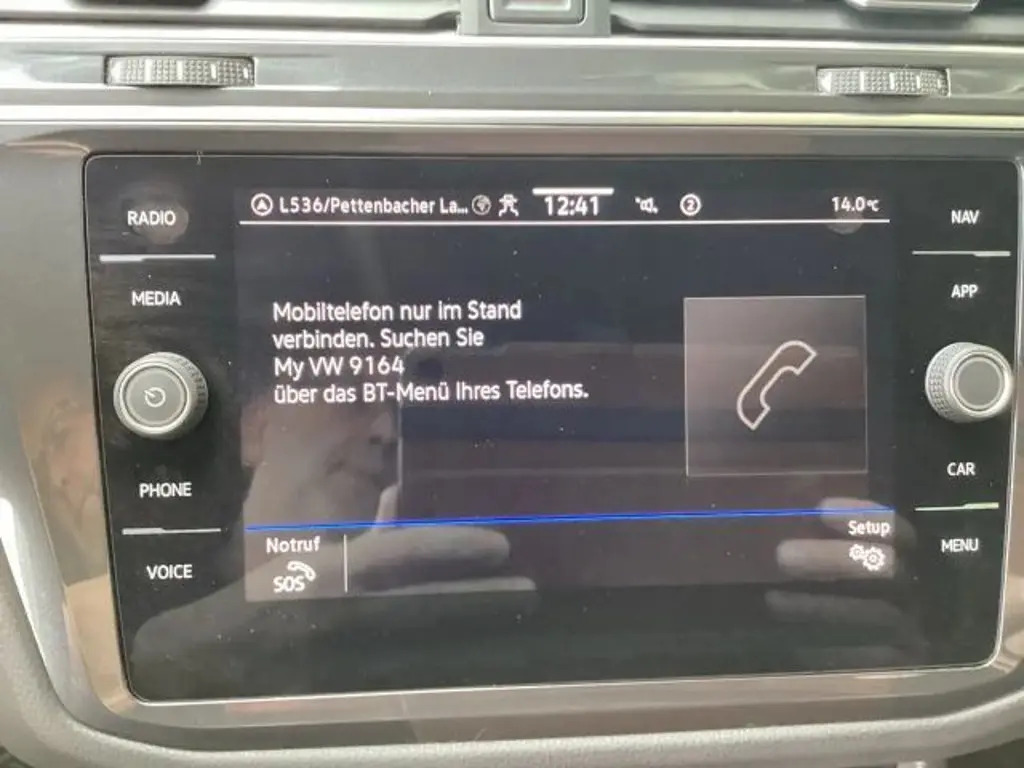 RADIO
MEDIA
PHONE
VOICE
L536/Pettenbacher La... 12:41 2 14.0°C
Mobiltelefon nur im Stand
verbinden. Suchen Sie
My VW 9164
über das BT-Menü Ihres Telefons.
Notruf
SOS
Setup
NAV
APP
CAR
MENU